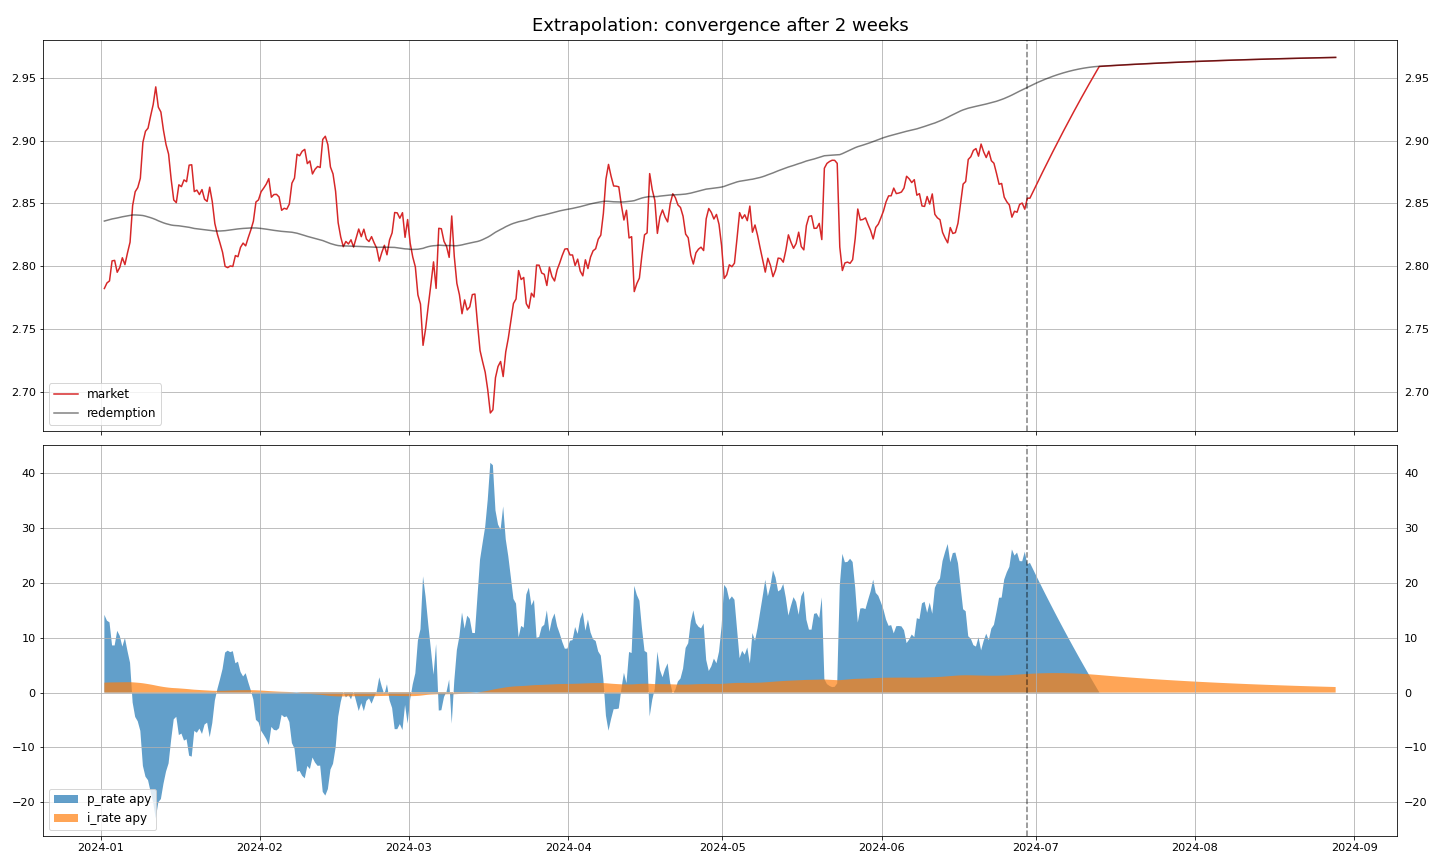 Extrapolation: convergence after 2 weeks
2.95 2.95
2.90 2.90
2.85 2.85
2.80 2.80
2.75 2.75
2.70 2.70
market
redemption
40 40
30 30
20 20
10 10
0 0
−10 −10
−20 −20
p_rate apy
i_rate apy
2024-01 2024-02 2024-03 2024-04 2024-05 2024-06 2024-07 2024-08 2024-09